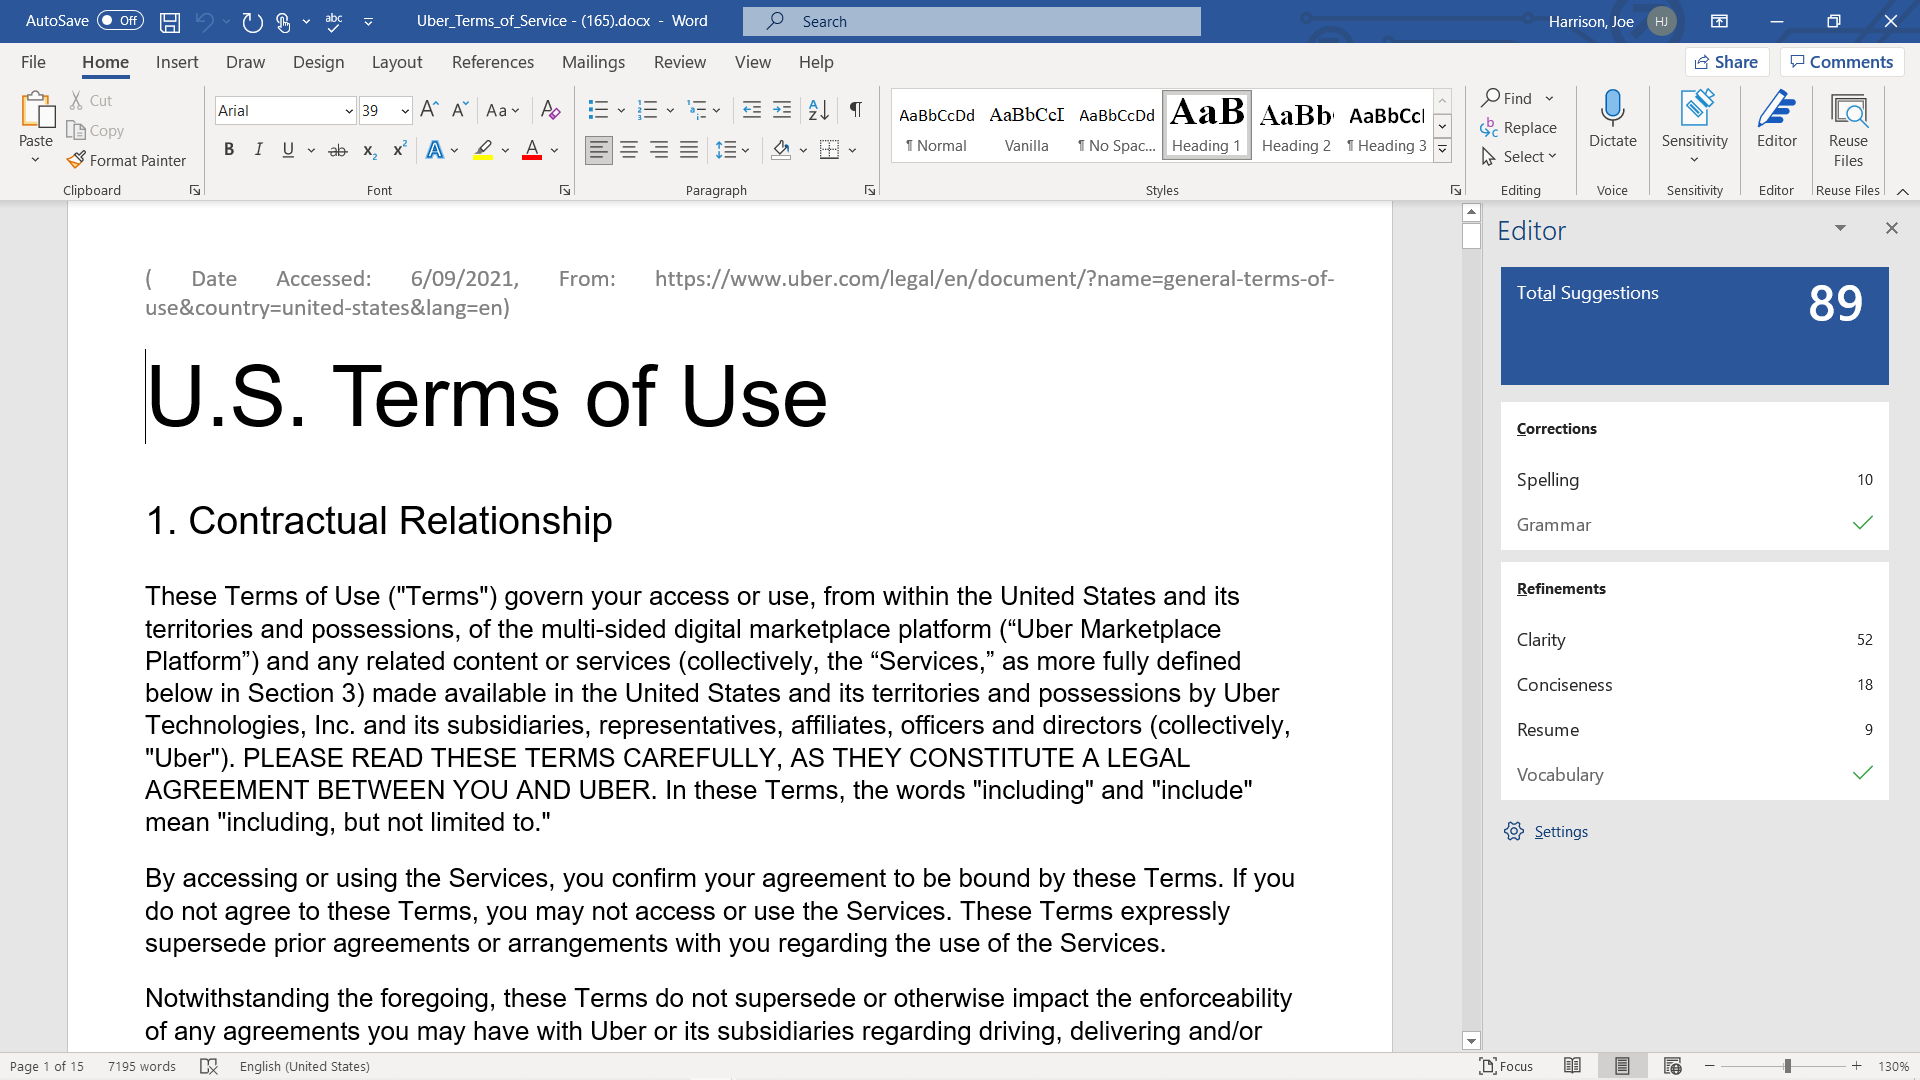 AutoSave Off abc Uber_Terms_of_Service - (165).docx - Word Search Harrison, Joe HJ
File Home Insert Draw Design Layout References Mailings Review View Help Share Comments
Paste
Cut
Copy
Format Painter
Clipboard
Arial 39 Aa
B I U ab x₂ x² A A
Font
Paragraph
AaBbCcDd AaBbCcI AaBbCcDd AaB AaBb AaBbCc
¶ Normal Vanilla ¶ No Spac... Heading 1 Heading 2 ¶ Heading 3
Styles
Find
Replace
Select
Editing
Dictate
Voice
Sensitivity
Sensitivity
Editor
Editor
Reuse
Files
Reuse Files
( Date Accessed: 6/09/2021, From: https://www.uber.com/legal/en/document/?name=general-terms-of-
use&country=united-states&lang=en)
U.S. Terms of Use
1. Contractual Relationship
These Terms of Use ("Terms") govern your access or use, from within the United States and its
territories and possessions, of the multi-sided digital marketplace platform (“Uber Marketplace
Platform”) and any related content or services (collectively, the “Services,” as more fully defined
below in Section 3) made available in the United States and its territories and possessions by Uber
Technologies, Inc. and its subsidiaries, representatives, affiliates, officers and directors (collectively,
"Uber"). PLEASE READ THESE TERMS CAREFULLY, AS THEY CONSTITUTE A LEGAL
AGREEMENT BETWEEN YOU AND UBER. In these Terms, the words "including" and "include"
mean "including, but not limited to."
By accessing or using the Services, you confirm your agreement to be bound by these Terms. If you
do not agree to these Terms, you may not access or use the Services. These Terms expressly
supersede prior agreements or arrangements with you regarding the use of the Services.
Notwithstanding the foregoing, these Terms do not supersede or otherwise impact the enforceability
of any agreements you may have with Uber or its subsidiaries regarding driving, delivering and/or
Editor
Total Suggestions 89
Corrections
Spelling 10
Grammar
Refinements
Clarity 52
Conciseness 18
Resume 9
Vocabulary
Settings
Page 1 of 15 7195 words English (United States) Focus 130%